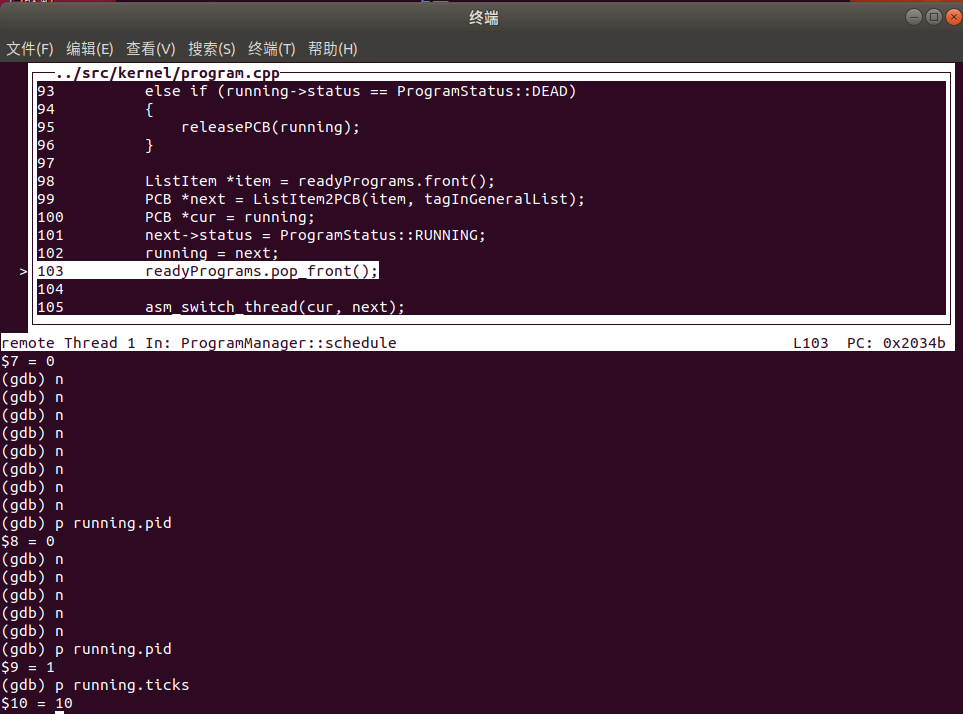 终端
文件(F) 编辑(E) 查看(V) 搜索(S) 终端(T) 帮助(H)
../src/kernel/program.cpp
93          else if (running->status == ProgramStatus::DEAD)
94          {
95              releasePCB(running);
96          }
97
98          ListItem *item = readyPrograms.front();
99          PCB *next = ListItem2PCB(item, tagInGeneralList);
100         PCB *cur = running;
101         next->status = ProgramStatus::RUNNING;
102         running = next;
>103         readyPrograms.pop_front();
104
105         asm_switch_thread(cur, next);
remote Thread 1 In: ProgramManager::schedule L103 PC: 0x2034b
$7 = 0
(gdb) n
(gdb) n
(gdb) n
(gdb) n
(gdb) n
(gdb) n
(gdb) n
(gdb) n
(gdb) p running.pid
$8 = 0
(gdb) n
(gdb) n
(gdb) n
(gdb) n
(gdb) n
(gdb) p running.pid
$9 = 1
(gdb) p running.ticks
$10 = 10